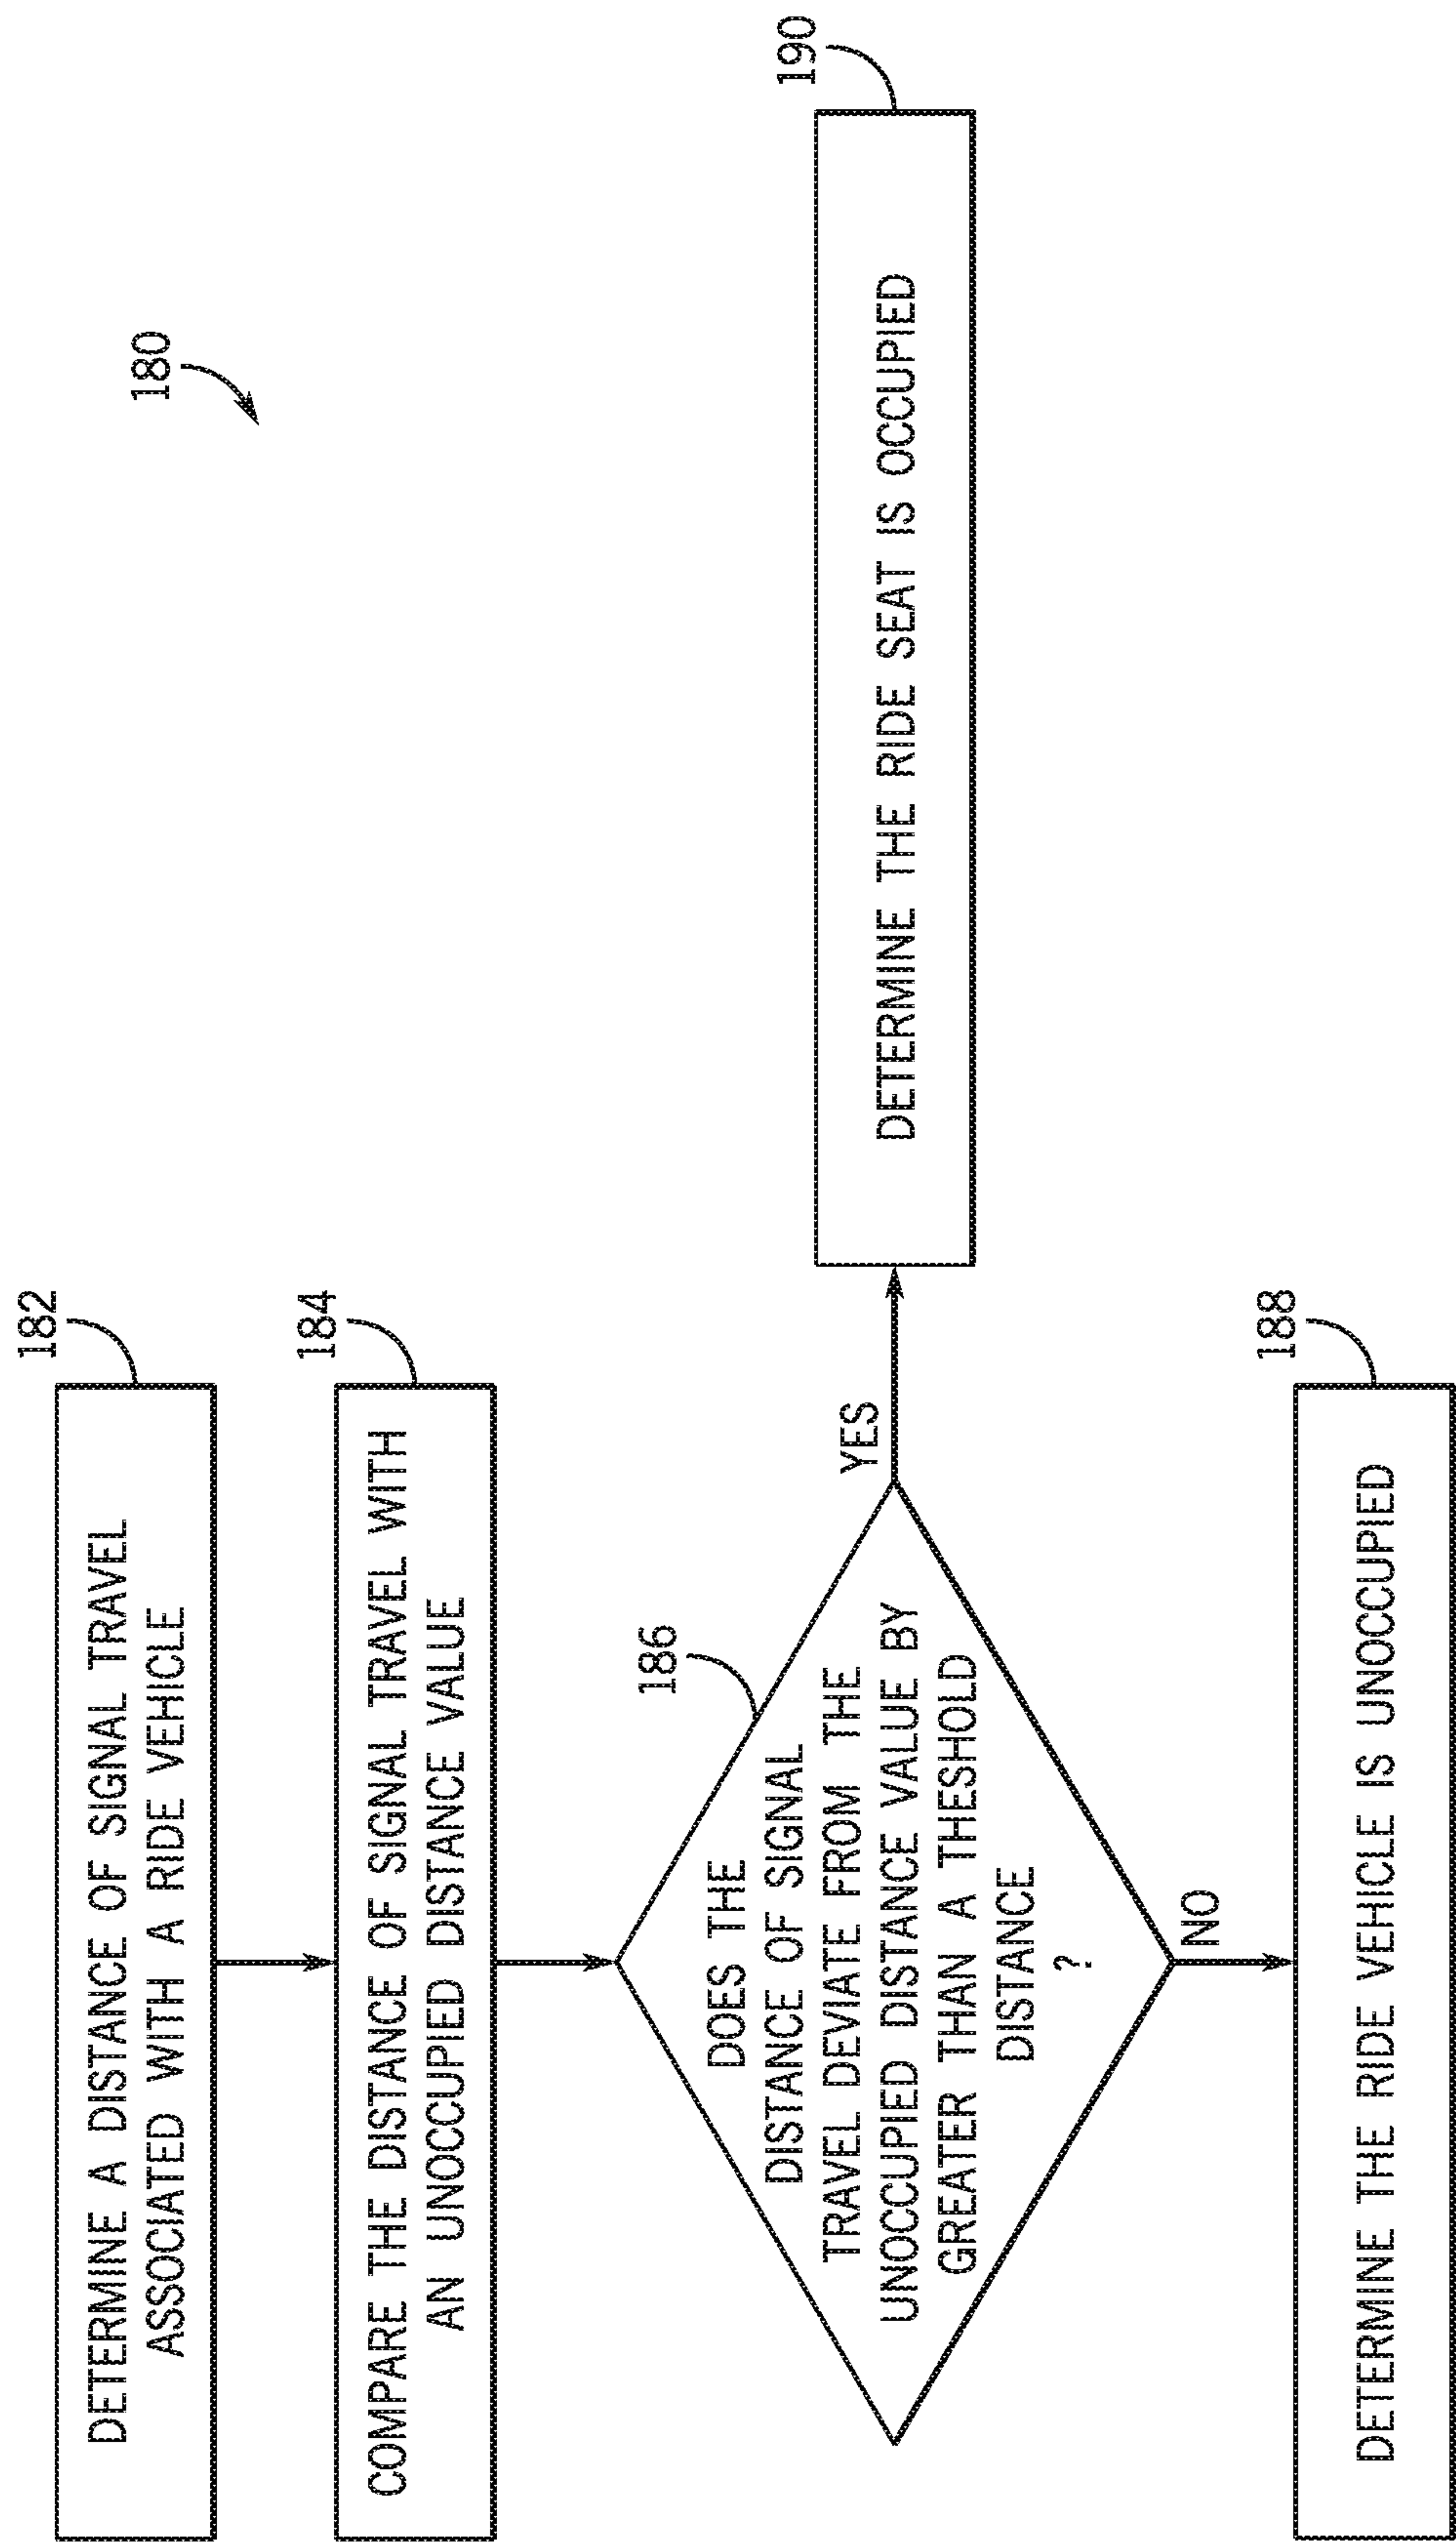 180
182
DETERMINE A DISTANCE OF SIGNAL TRAVEL
ASSOCIATED WITH A RIDE VEHICLE
184
COMPARE THE DISTANCE OF SIGNAL TRAVEL WITH
AN UNOCCUPIED DISTANCE VALUE
186
DOES THE
DISTANCE OF SIGNAL
TRAVEL DEVIATE FROM THE
UNOCCUPIED DISTANCE VALUE BY
GREATER THAN A THESHOLD
DISTANCE
?
YES
190
DETERMINE THE RIDE SEAT IS OCCUPIED
NO
188
DETERMINE THE RIDE VEHICLE IS UNOCCUPIED